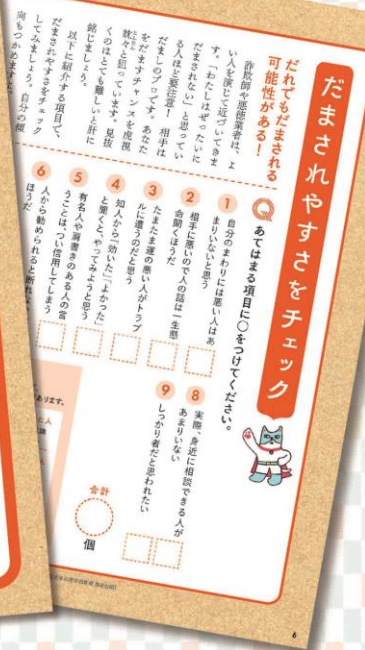 だまされやすさをチェック
だれでもだまされる
可能性がある!
詐欺師や悪徳業者は、よ
い人を演じて近づいてきま
す。「わたしはぜったいに
だまされない」と思ってい
る人ほど要注意! 相手は
だましのプロです。あなた
をだますチャンスを虎視
眈々と狙っています。見抜
くのはとても難しいと肝に
銘じましょう。
以下に紹介する項目で、
だまされやすさをチェック
してみましょう。自分の傾
向もつかめますよ。
Q あてはまる項目に○をつけてください。
1 自分のまわりには悪い人はあ
まりいないと思う
2 相手に悪いので人の話は一生懸
命聞くほうだ
3 たまたま運の悪い人がトラブ
ルに遭うのだと思う
4 知人から「効いた」「よかった」
と聞くと、やってみようと思う
5 有名人や肩書きのある人の言
うことは、つい信用してしまう
6 人から勧められると断れない
ほうだ
8 実際、身近に相談できる人が
あまりいない
9 しっかり者だと思われたい
合計
個
あります。
6